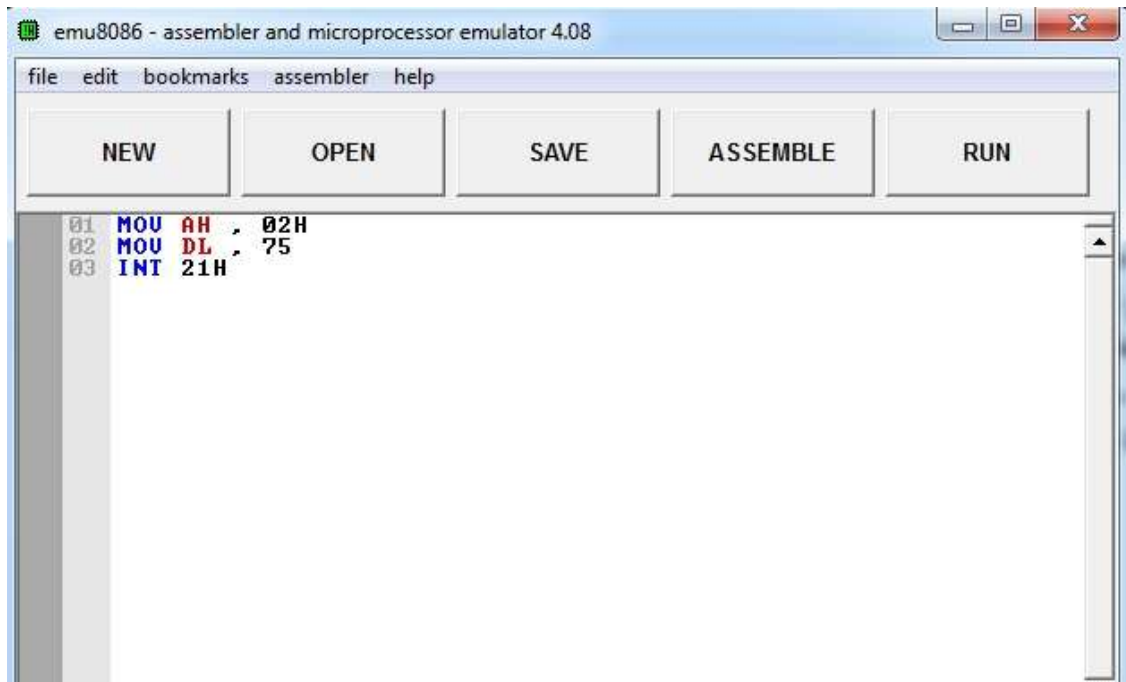 emu8086 - assembler and microprocessor emulator 4.08
file edit bookmarks assembler help
NEW OPEN SAVE ASSEMBLE RUN
01 MOV AH , 02H
02 MOV DL , 75
03 INT 21H